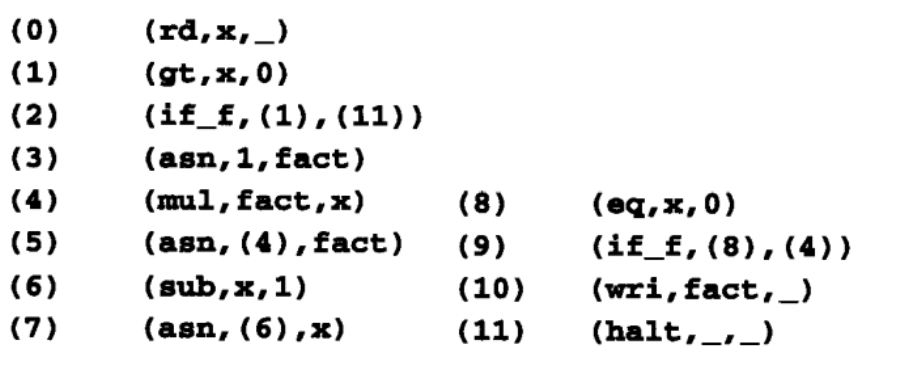 (0) (rd,x,_)
(1) (gt,x,0)
(2) (if_f,(1),(11))
(3) (asn,1,fact)
(4) (mul,fact,x)
(5) (asn,(4),fact)
(6) (sub,x,1)
(7) (asn,(6),x)
(8) (eq,x,0)
(9) (if_f,(8),(4))
(10) (wri,fact,_)
(11) (halt,_,_)